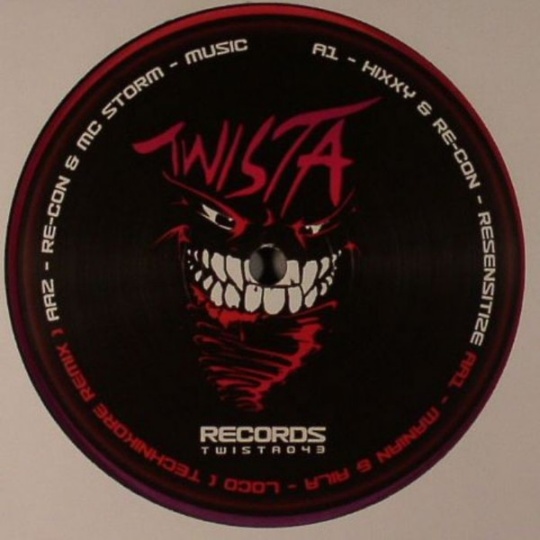 TWISTA
RECORDS
TWISTA043
A1 - HIXXY & RE-CON - RESENSITIZE
AA1 - MANIAN & AILA - LOCO ( TECHNIKORE REMIX )
AA2 - RE-CON & MC STORM - MUSIC